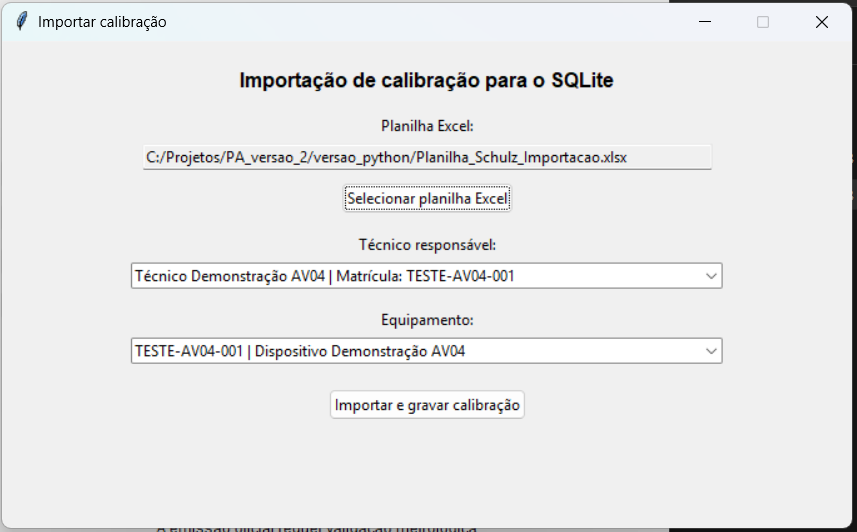 Importar calibração
Importação de calibração para o SQLite
Planilha Excel:
C:/Projetos/PA_versao_2/versao_python/Planilha_Schulz_Importacao.xlsx
Selecionar planilha Excel
Técnico responsável:
Técnico Demonstração AV04 | Matrícula: TESTE-AV04-001
Equipamento:
TESTE-AV04-001 | Dispositivo Demonstração AV04
Importar e gravar calibração